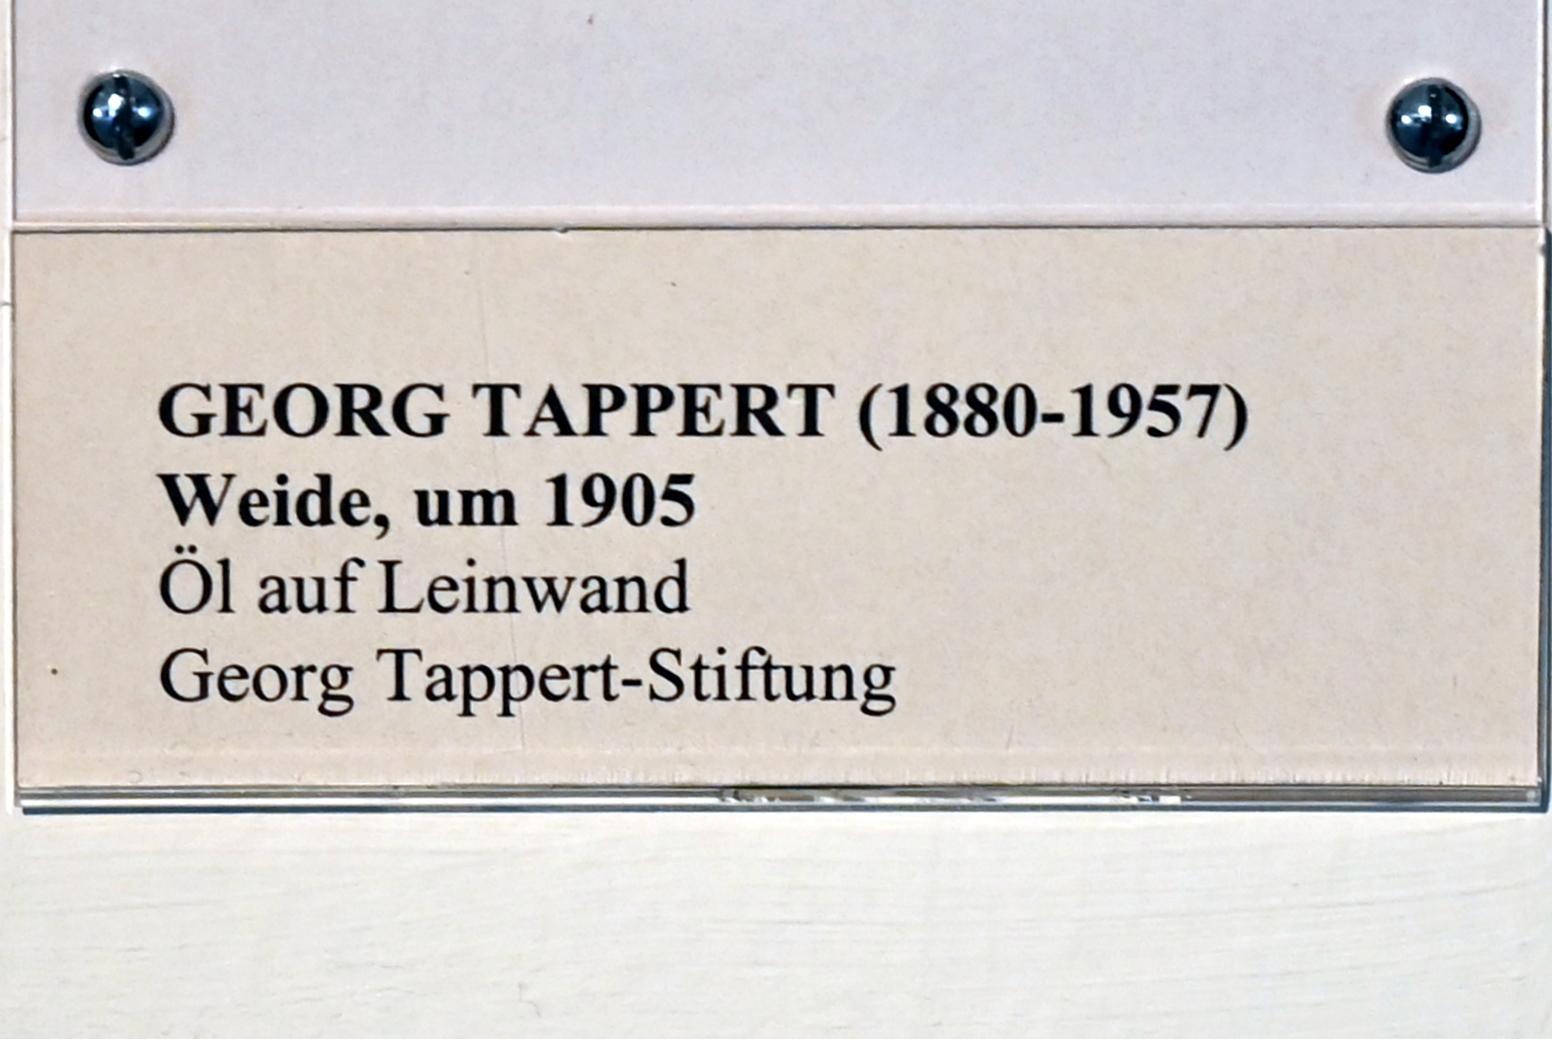 GEORG TAPPERT (1880-1957)
Weide, um 1905
Öl auf Leinwand
Georg Tappert-Stiftung